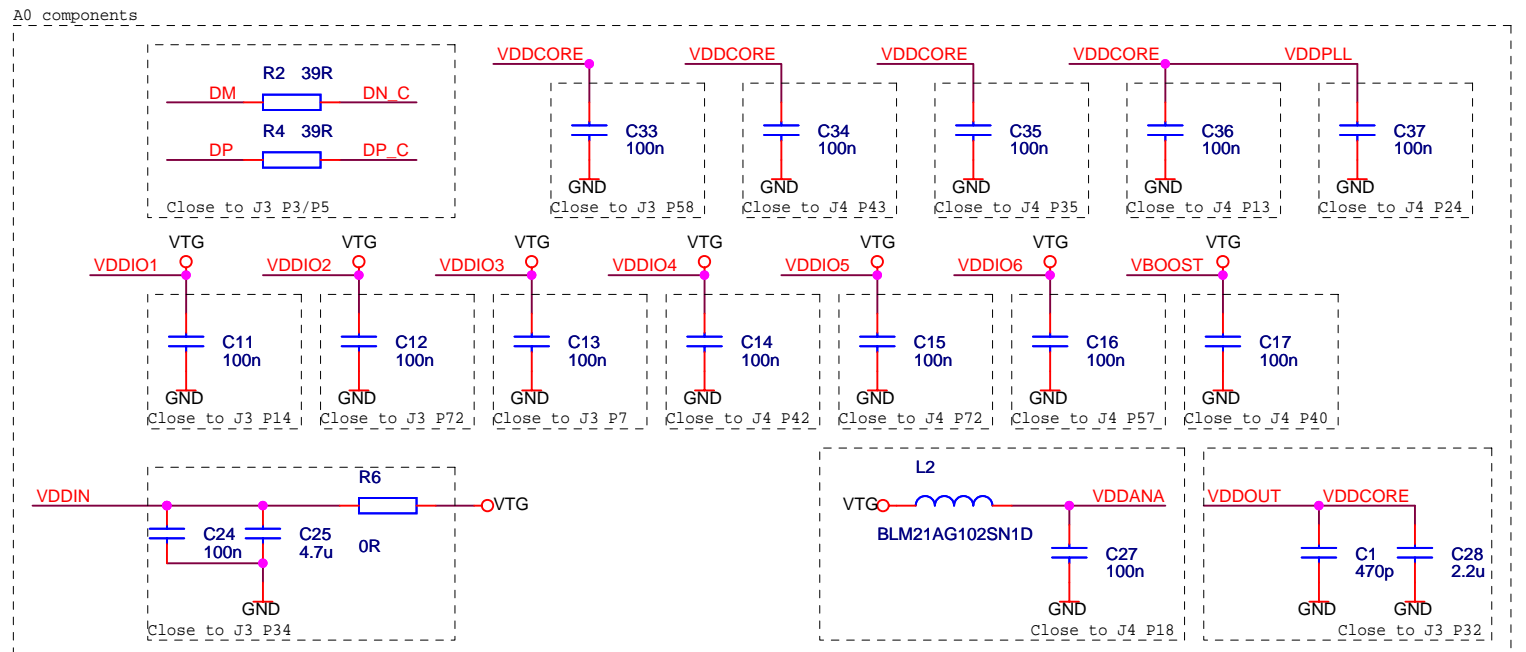 A0 components
R2 39R
DM
DN_C
R4 39R
DP
DP_C
Close to J3 P3/P5
VDDCORE
C33
100n
GND
Close to J3 P58
VDDCORE
C34
100n
GND
Close to J4 P43
VDDCORE
C35
100n
GND
Close to J4 P35
VDDCORE
C36
100n
GND
Close to J4 P13
VDDPLL
C37
100n
GND
Close to J4 P24
VTG
VDDIO1
C11
100n
GND
Close to J3 P14
VTG
VDDIO2
C12
100n
GND
Close to J3 P72
VTG
VDDIO3
C13
100n
GND
Close to J3 P7
VTG
VDDIO4
C14
100n
GND
Close to J4 P42
VTG
VDDIO5
C15
100n
GND
Close to J4 P72
VTG
VDDIO6
C16
100n
GND
Close to J4 P57
VTG
VBOOST
C17
100n
GND
Close to J4 P40
VDDIN
R6
VTG
C24
100n
C25
4.7u
0R
GND
Close to J3 P34
L2
VTG
VDDANA
BLM21AG102SN1D
C27
100n
GND
Close to J4 P18
VDDOUT
VDDCORE
C1
470p
C28
2.2u
GND
GND
Close to J3 P32